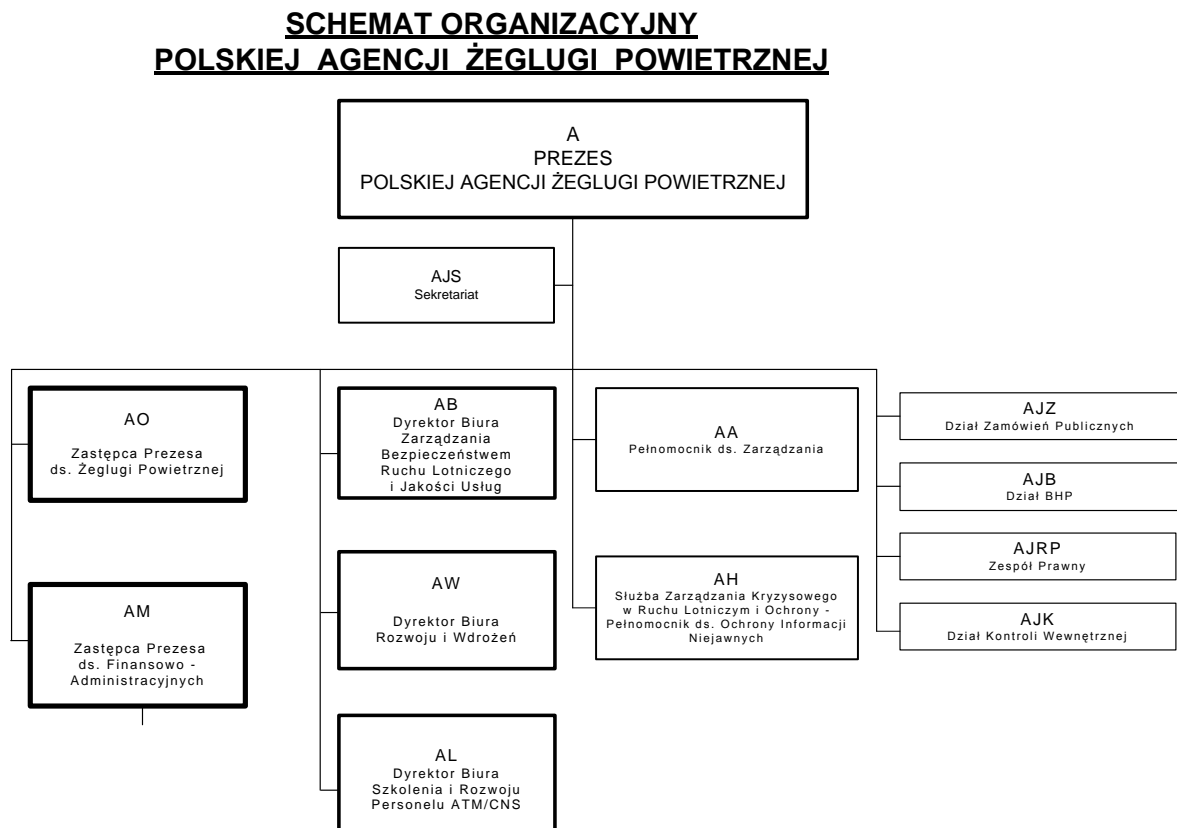 SCHEMAT ORGANIZACYJNY
POLSKIEJ AGENCJI ŻEGLUGI POWIETRZNEJ
A
PREZES
POLSKIEJ AGENCJI ŻEGLUGI POWIETRZNEJ
AJS
Sekretariat
AO
Zastępca Prezesa
ds. Żeglugi Powietrznej
AM
Zastępca Prezesa
ds. Finansowo -
Administracyjnych
AB
Dyrektor Biura
Zarządzania
Bezpieczeństwem
Ruchu Lotniczego
i Jakości Usług
AW
Dyrektor Biura
Rozwoju i Wdrożeń
AL
Dyrektor Biura
Szkolenia i Rozwoju
Personelu ATM/CNS
AA
Pełnomocnik ds. Zarządzania
AH
Służba Zarządzania Kryzysowego
w Ruchu Lotniczym i Ochrony -
Pełnomocnik ds. Ochrony Informacji
Niejawnych
AJZ
Dział Zamówień Publicznych
AJB
Dział BHP
AJRP
Zespół Prawny
AJK
Dział Kontroli Wewnętrznej